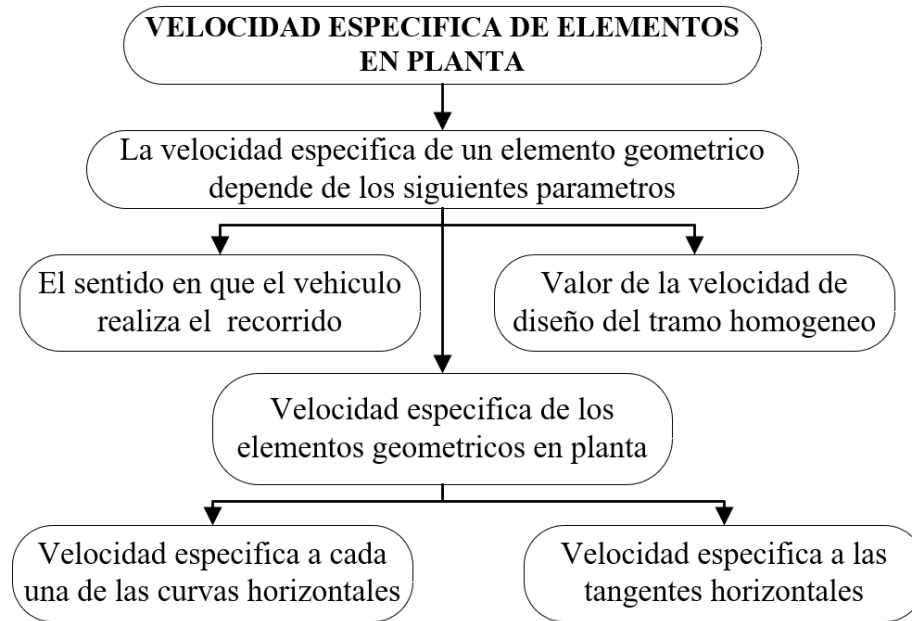 VELOCIDAD ESPECIFICA DE ELEMENTOS
EN PLANTA
La velocidad especifica de un elemento geometrico
depende de los siguientes parametros
El sentido en que el vehiculo
realiza el recorrido
Valor de la velocidad de
diseño del tramo homogeneo
Velocidad especifica de los
elementos geometricos en planta
Velocidad especifica a cada
una de las curvas horizontales
Velocidad especifica a las
tangentes horizontales